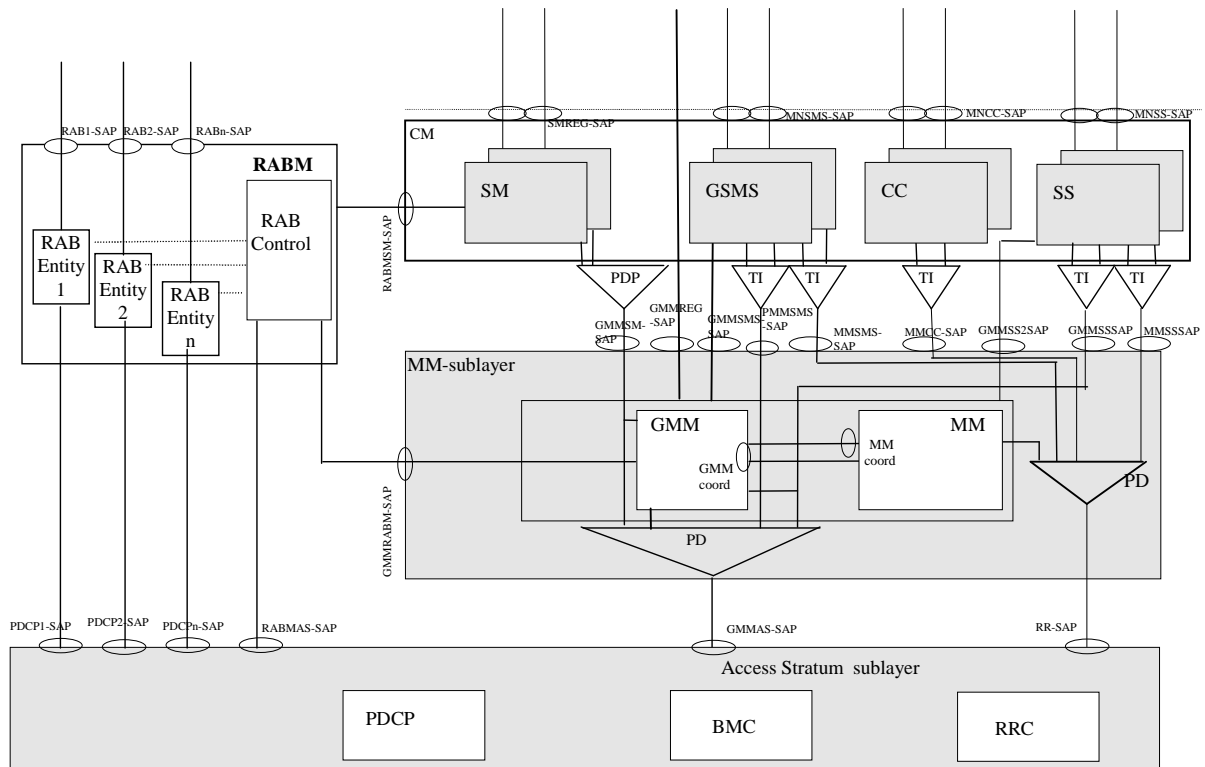 SMREG-SAP
MNSMS-SAP
MNCC-SAP
MNSS-SAP
RAB1-SAP
RAB2-SAP
RABn-SAP
CM
RABM
RAB
Control
SM
GSMS
CC
SS
RABMSM-SAP
RAB
Entity
1
RAB
Entity
2
RAB
Entity
n
PDP
TI
TI
TI
TI
TI
GMMSM-
SAP
GMMREG
-SAP
GMMSMS-
SAP
PMMSMS
-SAP
MMSMS-
SAP
MMCC-SAP
GMMSS2SAP
GMMSSSAP
MMSSSAP
MM-sublayer
GMM
GMM
coord
MM
MM
coord
PD
PD
GMMRABM-SAP
PDCP1-SAP
PDCP2-SAP
PDCPn-SAP
RABMAS-SAP
GMMAS-SAP
RR-SAP
Access Stratum sublayer
PDCP
BMC
RRC